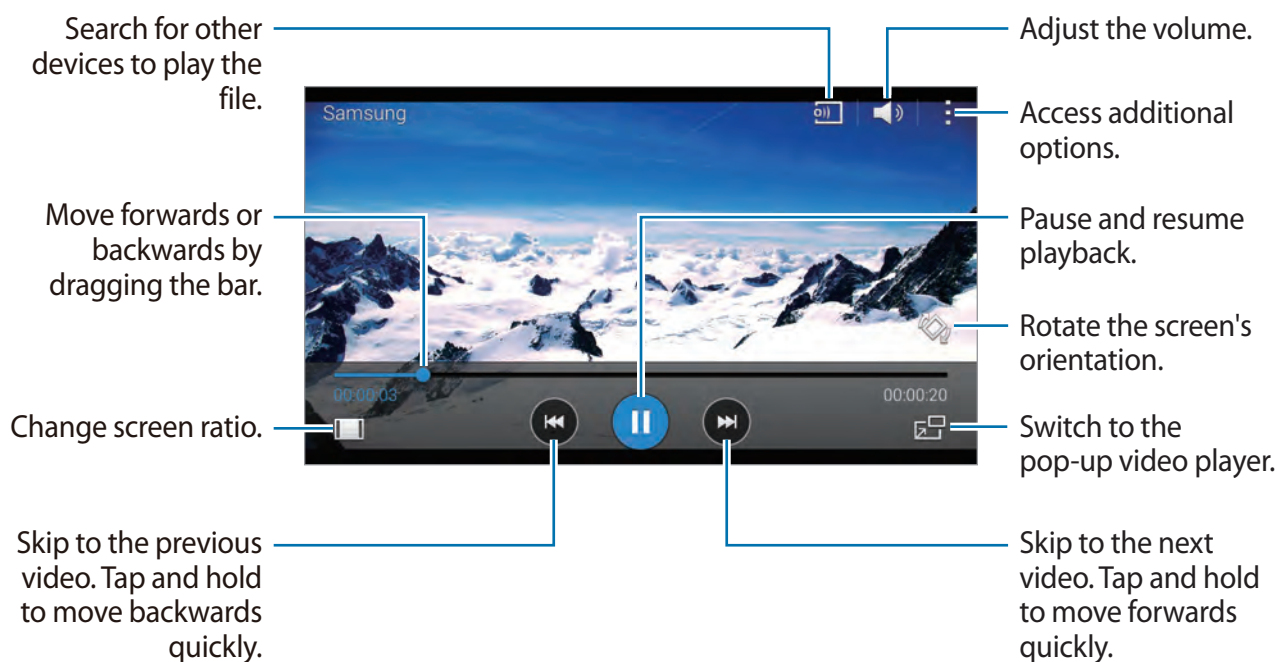 Search for other
devices to play the
file.
Adjust the volume.
Samsung
Access additional
options.
Move forwards or
backwards by
dragging the bar.
Pause and resume
playback.
Rotate the screen's
orientation.
00:00:03
00:00:20
Change screen ratio.
Switch to the
pop-up video player.
Skip to the previous
video. Tap and hold
to move backwards
quickly.
Skip to the next
video. Tap and hold
to move forwards
quickly.